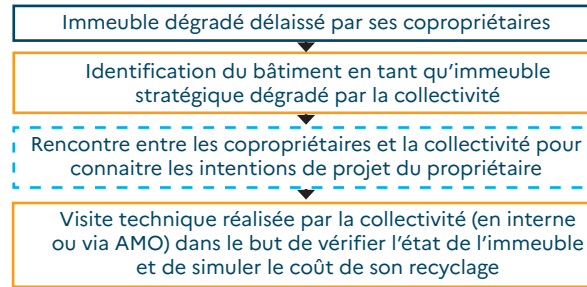 Immeuble dégradé délaissé par ses copropriétaires
Identification du bâtiment en tant qu’immeuble
stratégique dégradé par la collectivité
Rencontre entre les copropriétaires et la collectivité pour
connaitre les intentions de projet du propriétaire
Visite technique réalisée par la collectivité (en interne
ou via AMO) dans le but de vérifier l’état de l’immeuble
et de simuler le coût de son recyclage